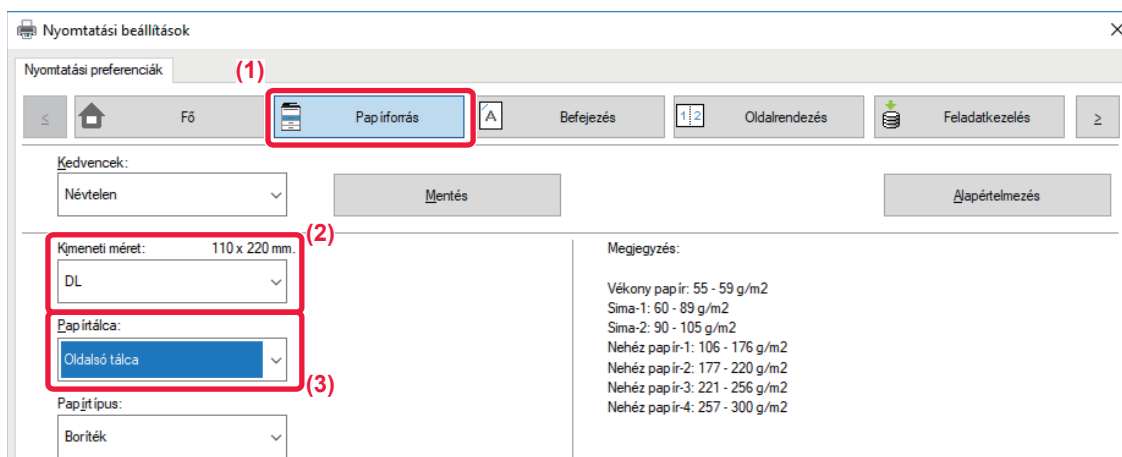 Nyomtatási beállítások
Nyomtatási preferenciák
(1)
≤ Fő Papírforrás A Befejezés 1 2 Oldalrendezés Feladatkezelés ≥
Kedvencek:
Névtelen Mentés Alapértelmezés
(2)
Kimeneti méret: 110 x 220 mm. Megjegyzés:
DL
Vékony papír: 55 - 59 g/m2
Sima-1: 60 - 89 g/m2
Papírtálca: Sima-2: 90 - 105 g/m2
Nehéz papír-1: 106 - 176 g/m2
Oldalsó tálca Nehéz papír-2: 177 - 220 g/m2
(3) Nehéz papír-3: 221 - 256 g/m2
Papírtípus: Nehéz papír-4: 257 - 300 g/m2
Boríték